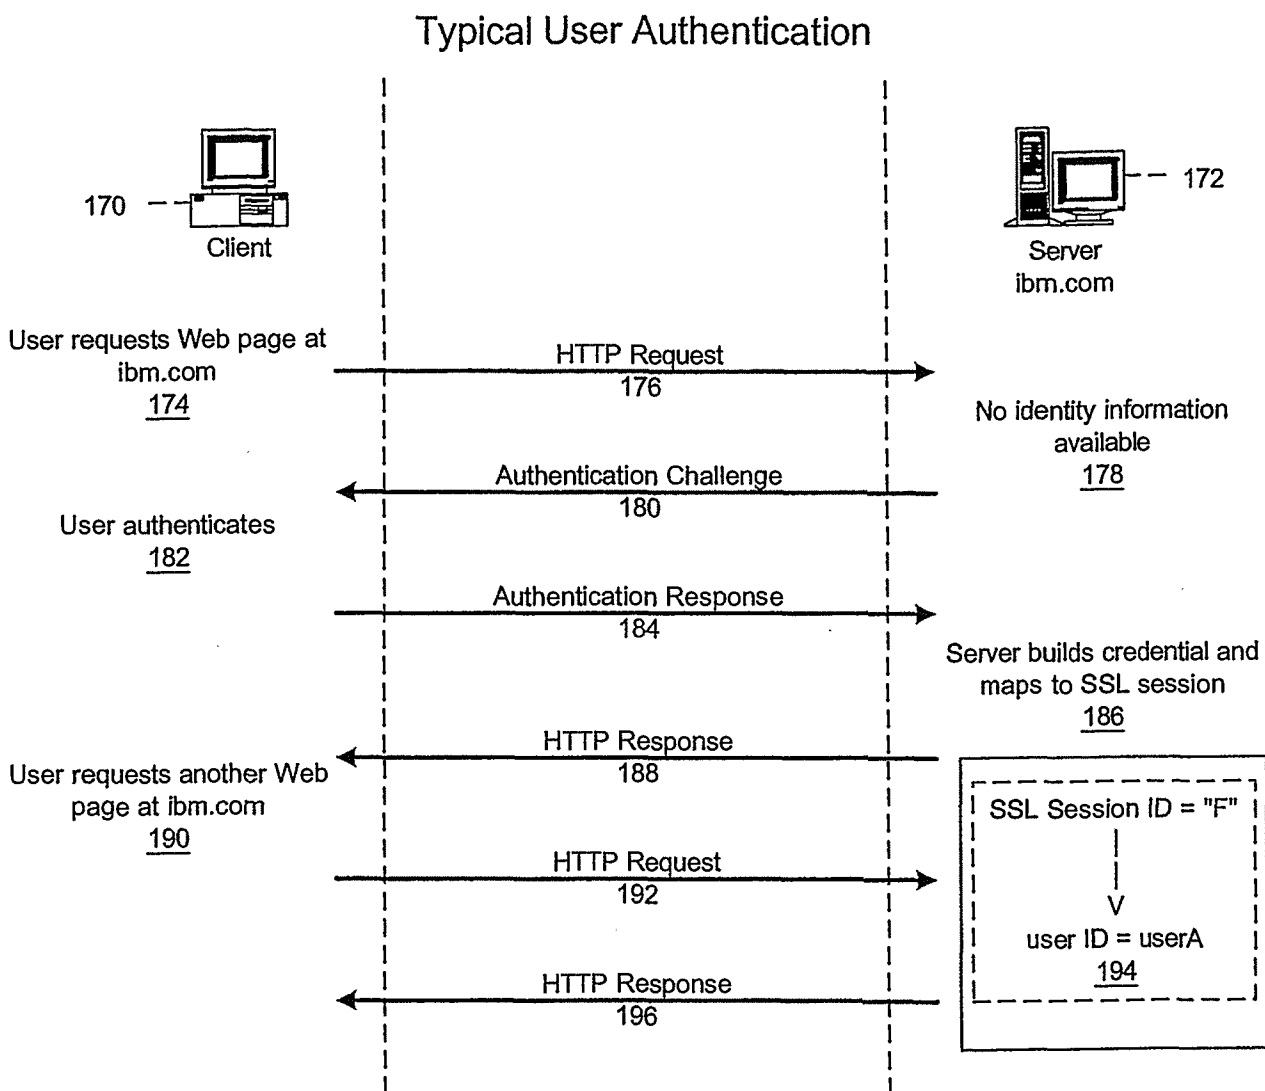 Typical User Authentication
170
Client
172
Server
ibm.com
User requests Web page at
ibm.com
174
HTTP Request
176
No identity information
available
178
Authentication Challenge
180
User authenticates
182
Authentication Response
184
Server builds credential and
maps to SSL session
186
HTTP Response
188
User requests another Web
page at ibm.com
190
SSL Session ID = "F"
HTTP Request
192
user ID = userA
194
HTTP Response
196